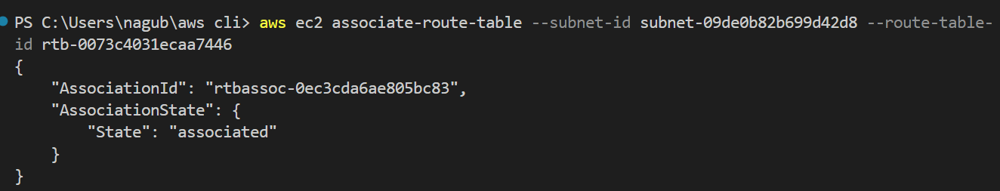 PS C:\Users\nagub\aws cli> aws ec2 associate-route-table --subnet-id subnet-09de0b82b699d42d8 --route-table-
id rtb-0073c4031ecaa7446
{
    "AssociationId": "rtbassoc-0ec3cda6ae805bc83",
    "AssociationState": {
        "State": "associated"
    }
}